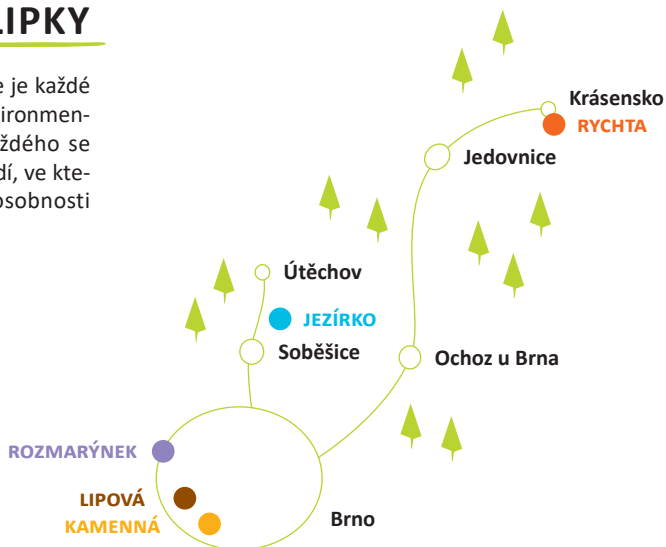 LIPKY
e je každé
ironmen-
aždého se
dí, ve kte-
osobnosti
Krásensko
RYCHTA
Jedovnice
Útěchov
JEZÍRKO
Soběšice
Ochoz u Brna
ROZMARÝNEK
LIPOVÁ
KAMENNÁ
Brno